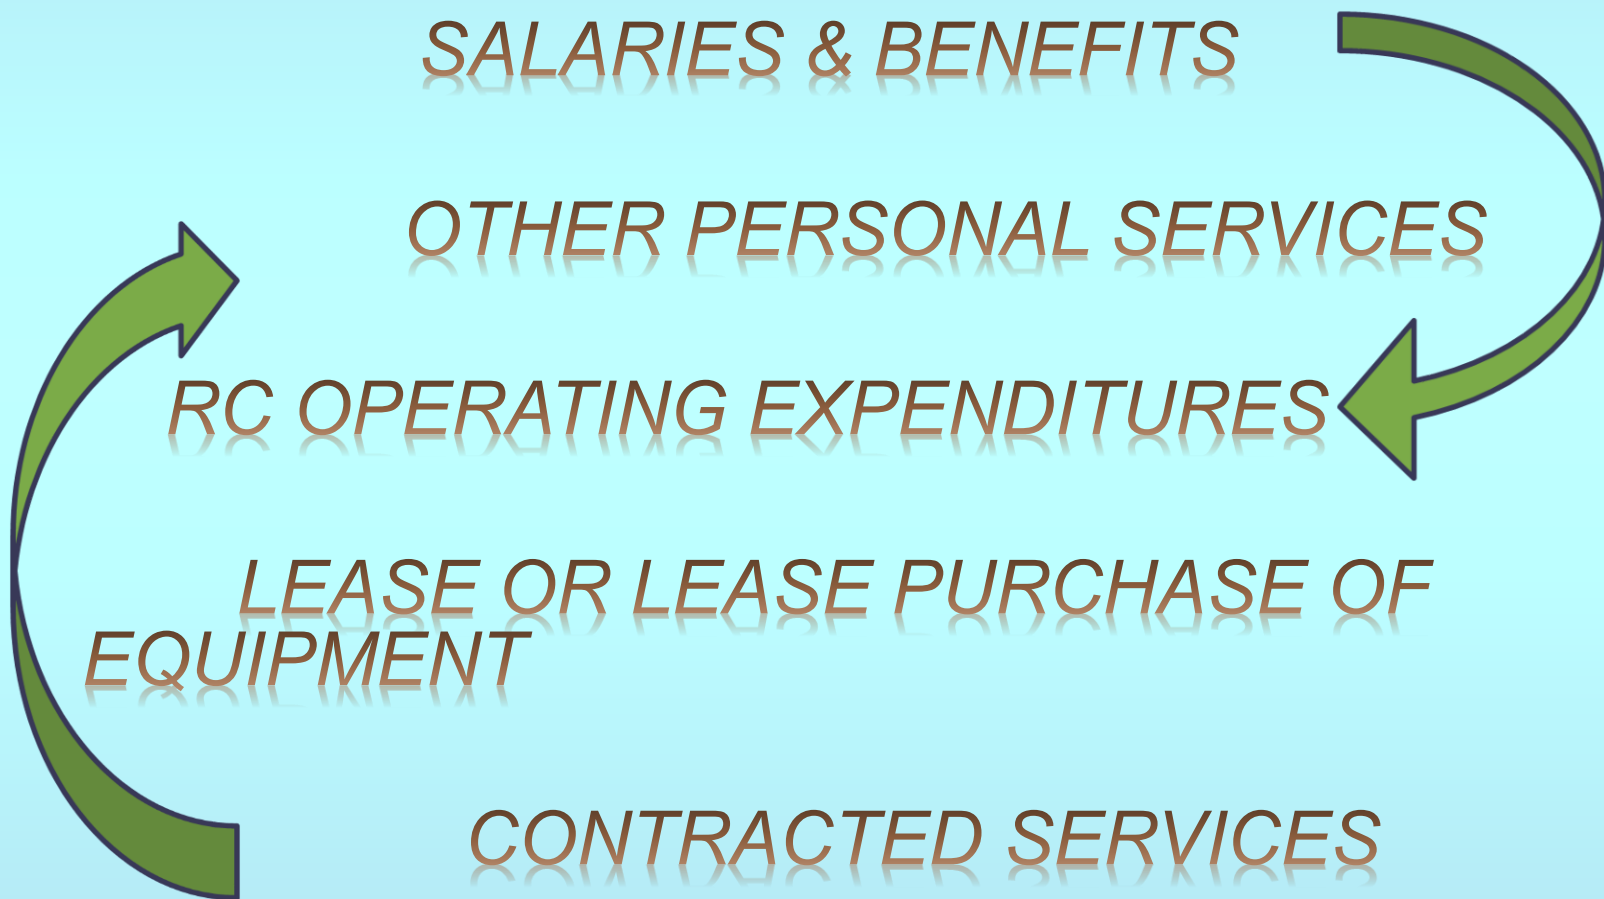 SALARIES & BENEFITS
OTHER PERSONAL SERVICES
RC OPERATING EXPENDITURES
LEASE OR LEASE PURCHASE OF
EQUIPMENT
CONTRACTED SERVICES